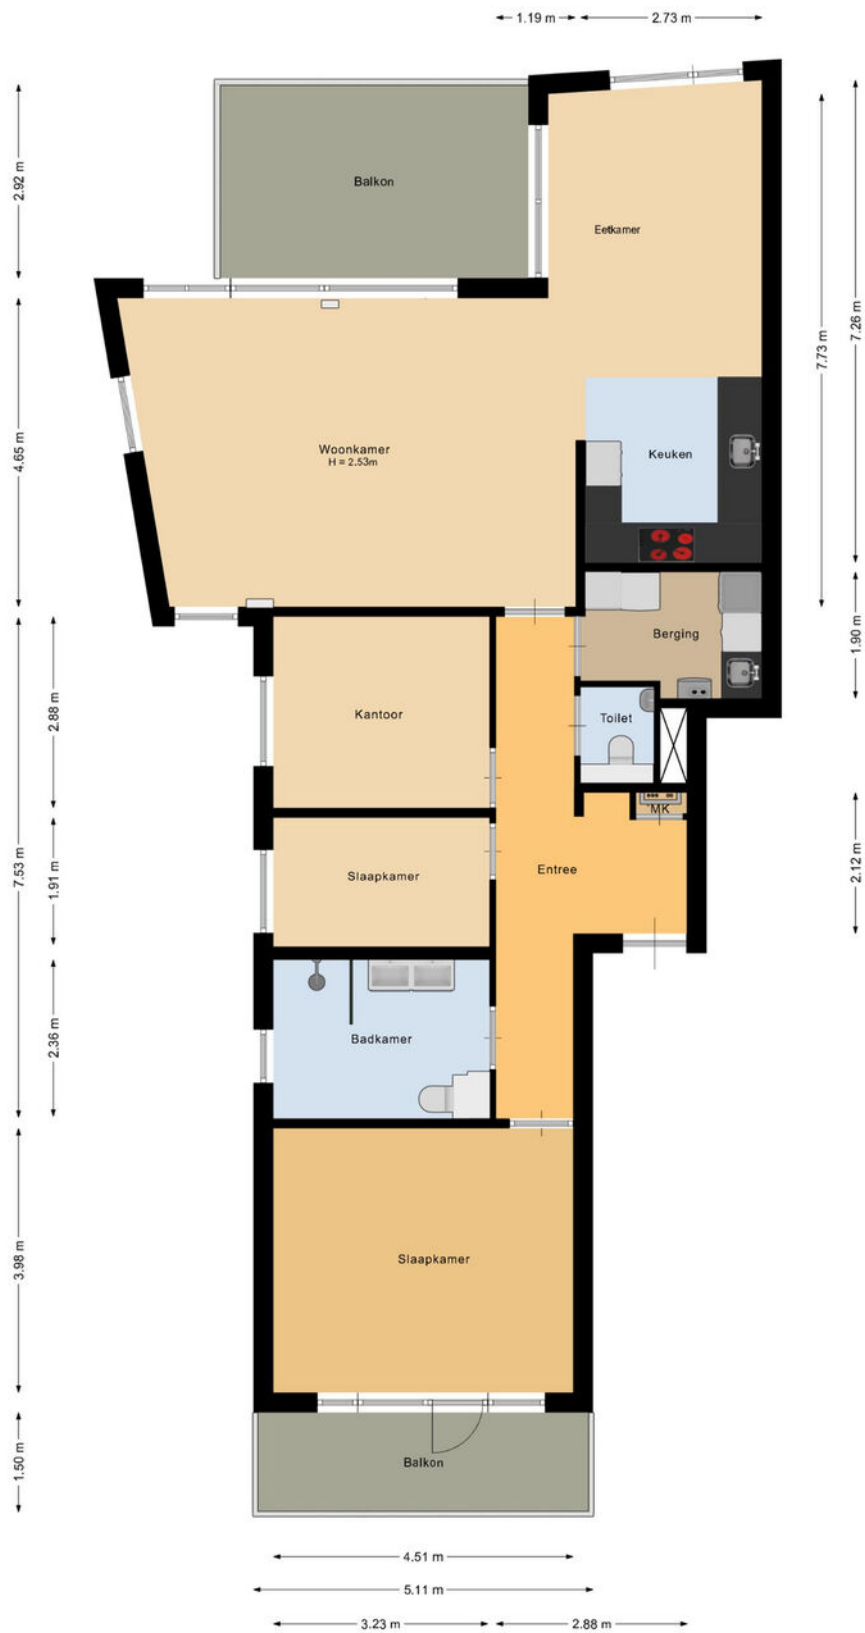 1.19 m
2.73 m
2.92 m
Balkon
Eetkamer
7.26 m
7.73 m
4.65 m
Woonkamer
H = 2.53m
Keuken
Berging
1.90 m
Kantoor
Toilet
2.88 m
MK
7.53 m
1.91 m
Slaapkamer
Entree
2.12 m
2.36 m
Badkamer
3.98 m
Slaapkamer
1.50 m
Balkon
4.51 m
5.11 m
3.23 m
2.88 m